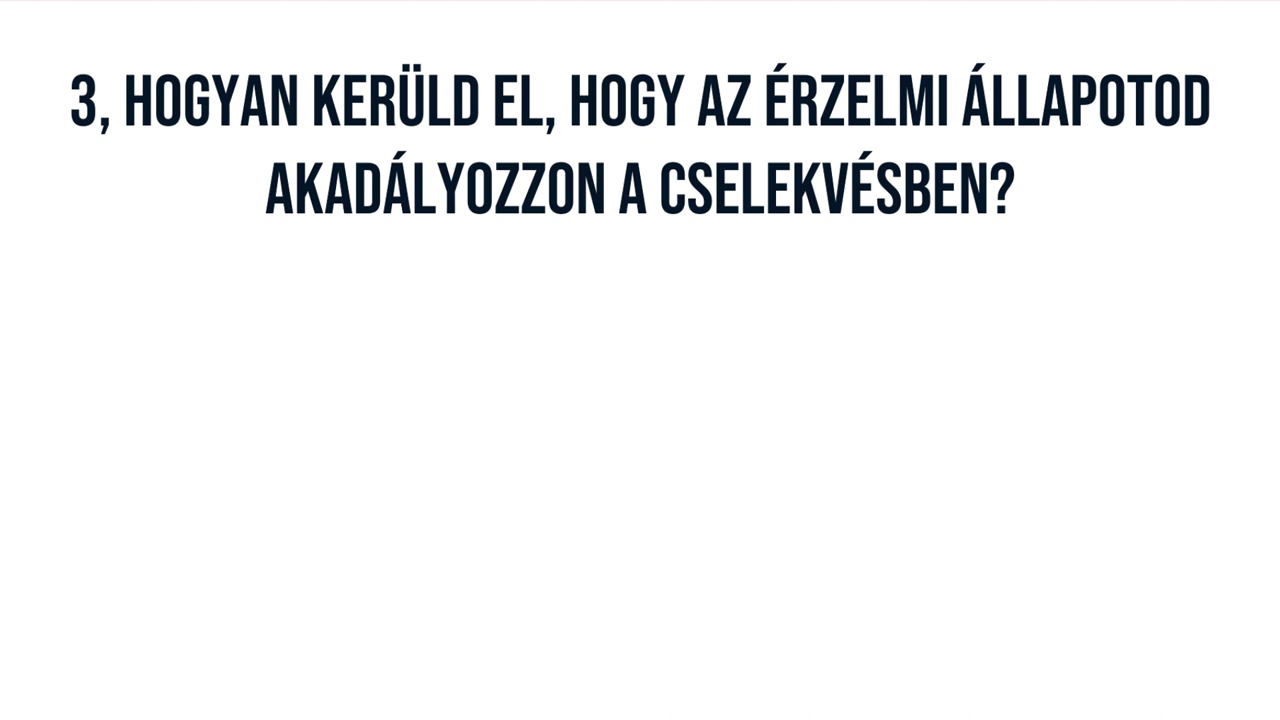 3, HOGYAN KERÜLD EL, HOGY AZ ÉRZELMI ÁLLAPOTOD
AKADÁLYOZZON A CSELEKVÉSBEN?